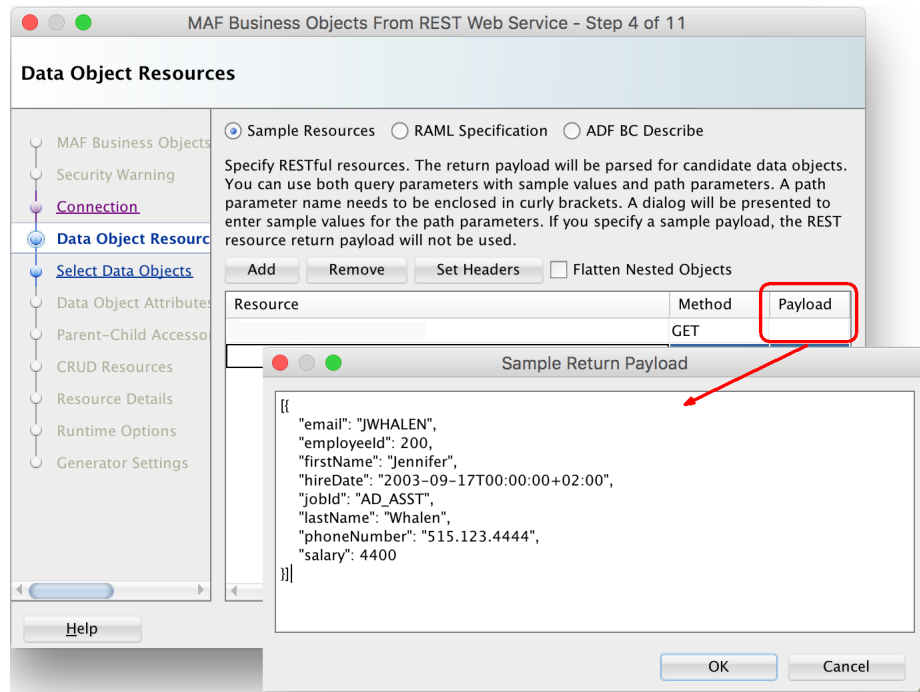 MAF Business Objects From REST Web Service - Step 4 of 11
Data Object Resources
MAF Business Objects
Security Warning
Connection
Data Object Resourc
Select Data Objects
Data Object Attributes
Parent-Child Accesso
CRUD Resources
Resource Details
Runtime Options
Generator Settings
Sample Resources RAML Specification ADF BC Describe
Specify RESTful resources. The return payload will be parsed for candidate data objects.
You can use both query parameters with sample values and path parameters. A path
parameter name needs to be enclosed in curly brackets. A dialog will be presented to
enter sample values for the path parameters. If you specify a sample payload, the REST
resource return payload will not be used.
Add Remove Set Headers Flatten Nested Objects
Resource Method Payload
GET
Sample Return Payload
[{
"email": "JWHALEN",
"employeeId": 200,
"firstName": "Jennifer",
"hireDate": "2003-09-17T00:00:00+02:00",
"jobId": "AD_ASST",
"lastName": "Whalen",
"phoneNumber": "515.123.4444",
"salary": 4400
}]
Help
OK Cancel